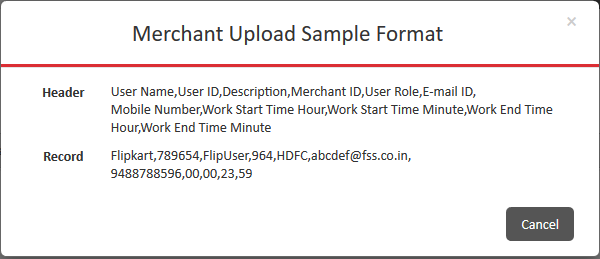 Merchant Upload Sample Format
×
Header
User Name,User ID,Description,Merchant ID,User Role,E-mail ID,
Mobile Number,Work Start Time Hour,Work Start Time Minute,Work End Time
Hour,Work End Time Minute
Record
Flipkart,789654,FlipUser,964,HDFC,abcdef@fss.co.in,
9488788596,00,00,23,59
Cancel